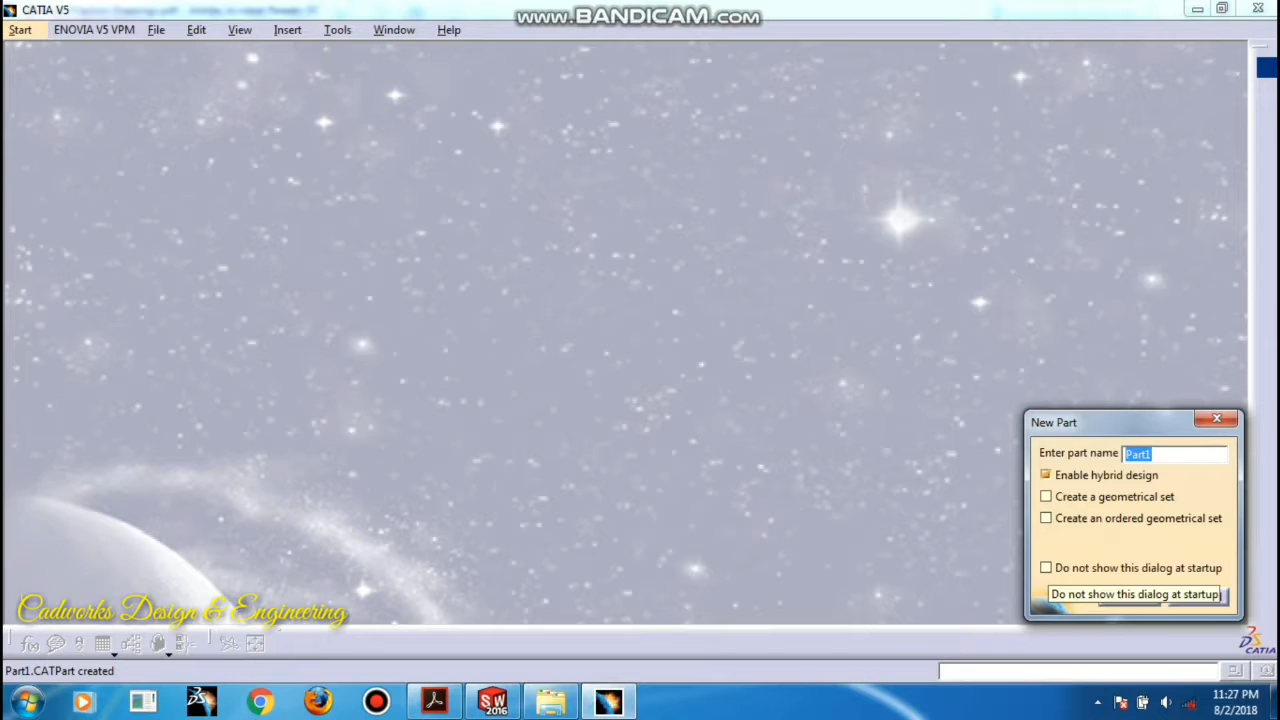 CATIA V5
www.BANDICAM.com
Start ENOVIA V5 VPM File Edit View Insert Tools Window Help
New Part
Enter part name Part1
Enable hybrid design
Create a geometrical set
Create an ordered geometrical set
Do not show this dialog at startup
Do not show this dialog at startup
Cadworks Design & Engineering
f(x)
CATIA
Part1.CATPart created
SW
2016
11:27 PM
8/2/2018